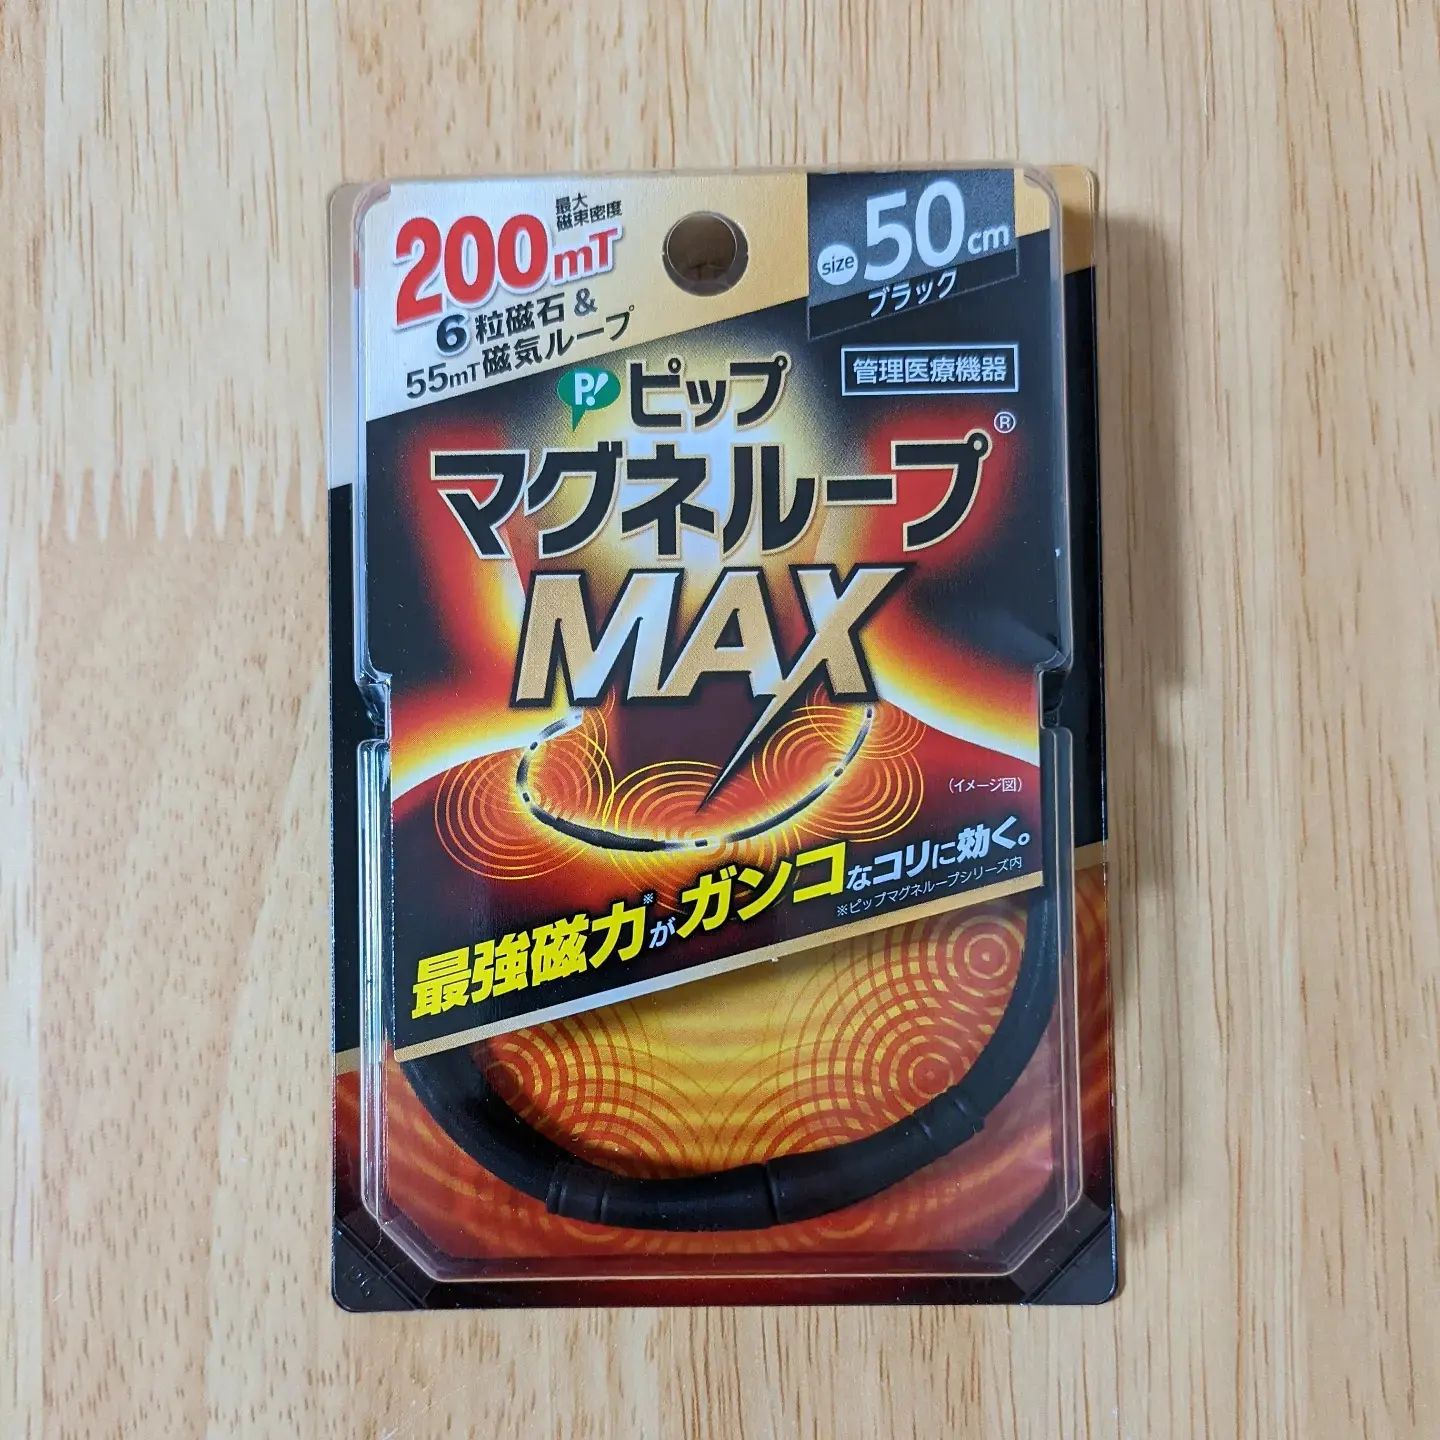 最大
磁束密度
200mT
6粒磁石&
55mT磁気ループ
size 50cm
ブラック
管理医療機器
P! ピップ
マグネループ®
MAX
(イメージ図)
最強磁力※がガンコなコリに効く。
※ピップマグネループシリーズ内